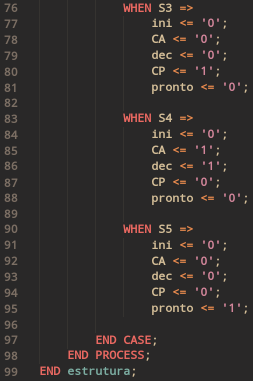 76 WHEN S3 =>
77 ini <= '0';
78 CA <= '0';
79 dec <= '0';
80 CP <= '1';
81 pronto <= '0';
82
83 WHEN S4 =>
84 ini <= '0';
85 CA <= '1';
86 dec <= '1';
87 CP <= '0';
88 pronto <= '0';
89
90 WHEN S5 =>
91 ini <= '0';
92 CA <= '0';
93 dec <= '0';
94 CP <= '0';
95 pronto <= '1';
96
97 END CASE;
98 END PROCESS;
99 END estrutura;